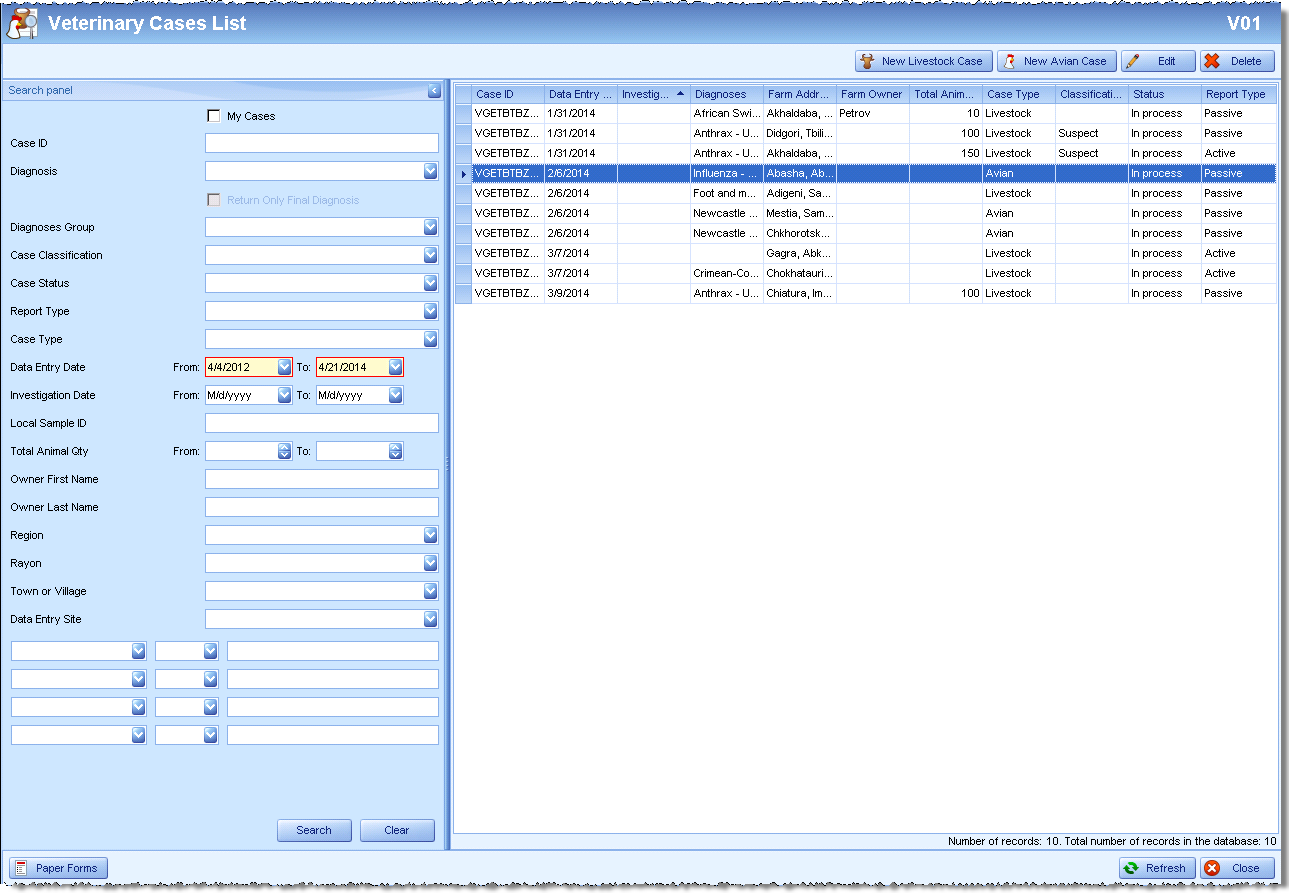 Veterinary Cases List
V01
New Livestock Case New Avian Case Edit Delete
Search panel
My Cases
Case ID
Diagnosis
Return Only Final Diagnosis
Diagnoses Group
Case Classification
Case Status
Report Type
Case Type
Data Entry Date From: 4/4/2012 To: 4/21/2014
Investigation Date From: M/d/yyyy To: M/d/yyyy
Local Sample ID
Total Animal Qty From: To:
Owner First Name
Owner Last Name
Region
Rayon
Town or Village
Data Entry Site
Search Clear
Case ID Data Entry ... Investig... Diagnoses Farm Addr... Farm Owner Total Anim... Case Type Classificati... Status Report Type
VGETBTBZ... 1/31/2014 African Swi... Akhaldaba, ... Petrov 10 Livestock In process Passive
VGETBTBZ... 1/31/2014 Anthrax - U... Didgori, Tbili... 100 Livestock Suspect In process Passive
VGETBTBZ... 1/31/2014 Anthrax - U... Akhaldaba, ... 150 Livestock Suspect In process Active
VGETBTBZ... 2/6/2014 Influenza - ... Abasha, Ab... Avian In process Passive
VGETBTBZ... 2/6/2014 Foot and m... Adigeni, Sa... Livestock In process Passive
VGETBTBZ... 2/6/2014 Newcastle ... Mestia, Sam... Avian In process Passive
VGETBTBZ... 2/6/2014 Newcastle ... Chkhorotsk... Avian In process Passive
VGETBTBZ... 3/7/2014 Gagra, Abk... Livestock In process Active
VGETBTBZ... 3/7/2014 Crimean-Co... Chokhatauri... Livestock In process Active
VGETBTBZ... 3/9/2014 Anthrax - U... Chiatura, Im... 100 Livestock In process Passive
Number of records: 10. Total number of records in the database: 10
Paper Forms Refresh Close